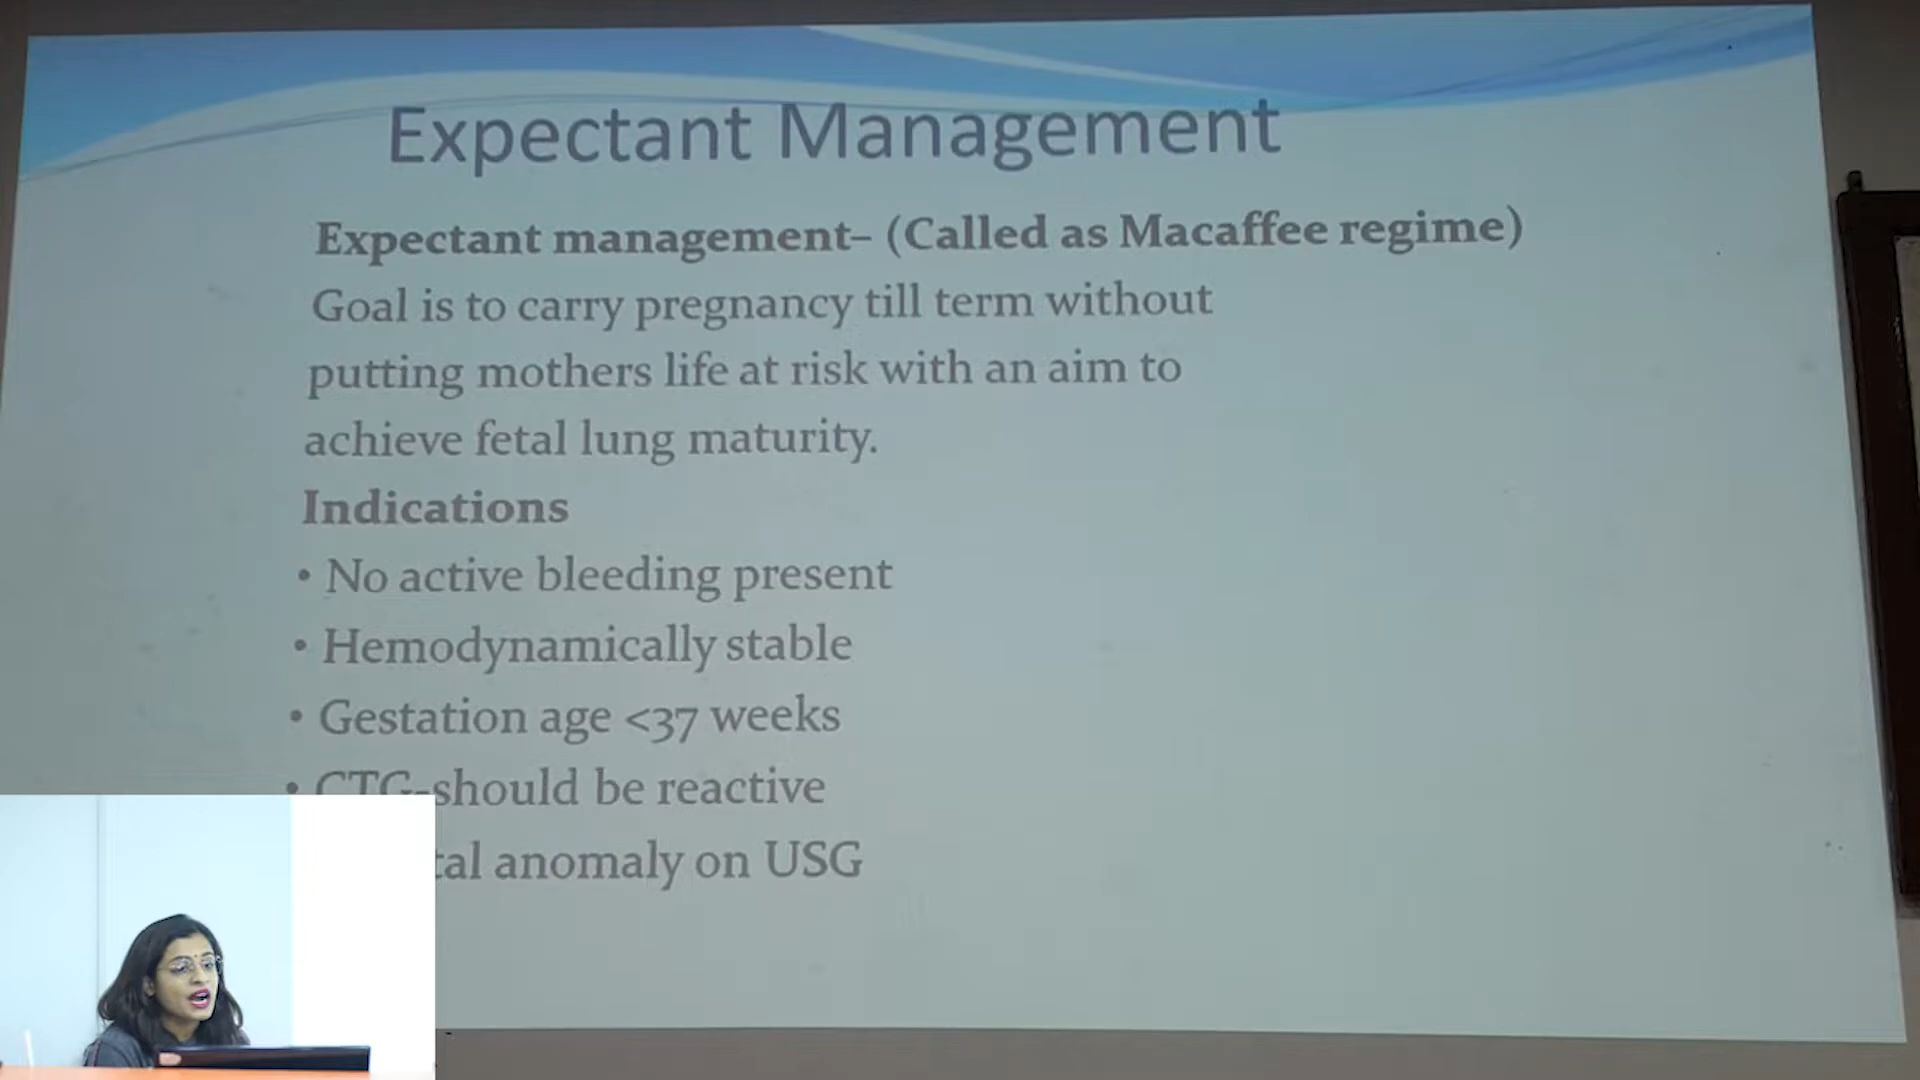 Expectant Management
Expectant management– (Called as Macaffee regime)
Goal is to carry pregnancy till term without
putting mothers life at risk with an aim to
achieve fetal lung maturity.
Indications
• No active bleeding present
• Hemodynamically stable
• Gestation age <37 weeks
• CTG-should be reactive
anomaly on USG